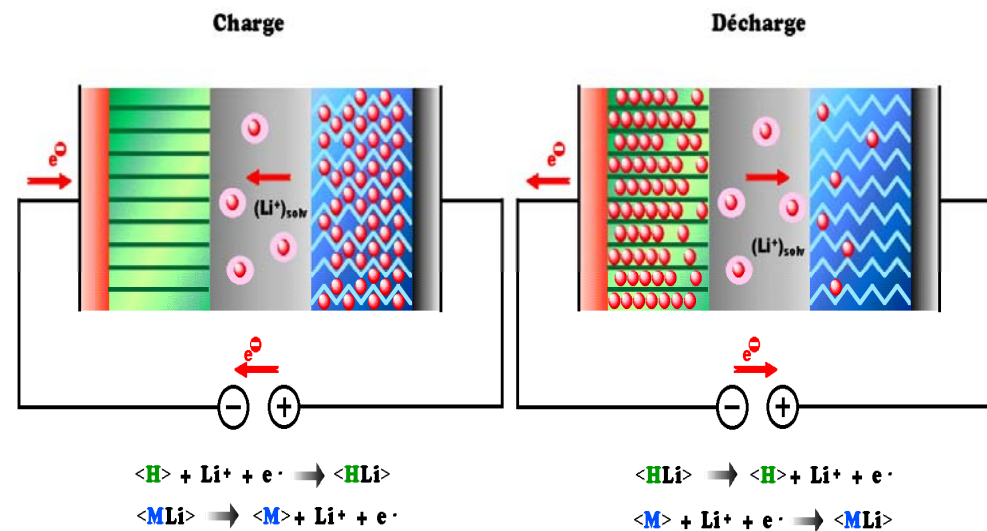 Charge
Décharge
e⊖
(Li⁺)solv
e⊖
− +
<H> + Li⁺ + e⁻ → <HLi>
<MLi> → <M> + Li⁺ + e⁻
e⊖
(Li⁺)solv
e⊖
− +
<HLi> → <H> + Li⁺ + e⁻
<M> + Li⁺ + e⁻ → <MLi>